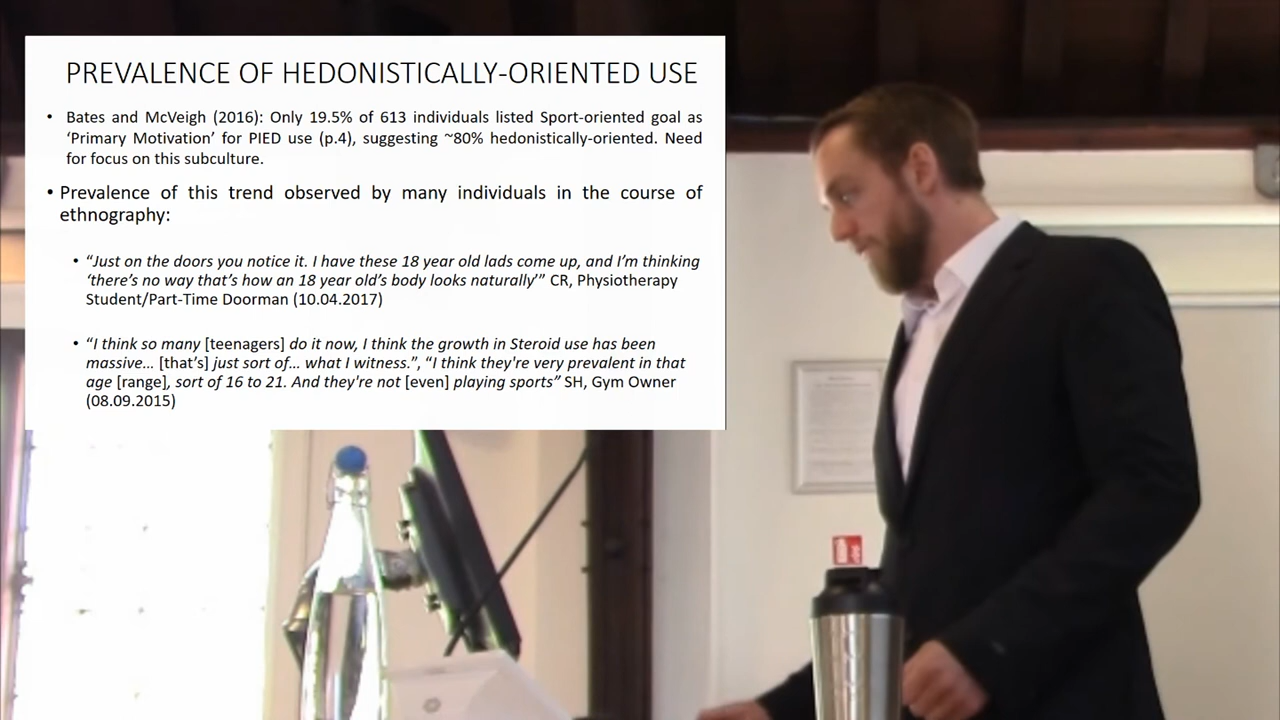 PREVALENCE OF HEDONISTICALLY-ORIENTED USE
• Bates and McVeigh (2016): Only 19.5% of 613 individuals listed Sport-oriented goal as
‘Primary Motivation’ for PIED use (p.4), suggesting ~80% hedonistically-oriented. Need
for focus on this subculture.
• Prevalence of this trend observed by many individuals in the course of
ethnography:
• “Just on the doors you notice it. I have these 18 year old lads come up, and I’m thinking
‘there’s no way that’s how an 18 year old’s body looks naturally’” CR, Physiotherapy
Student/Part-Time Doorman (10.04.2017)
• “I think so many [teenagers] do it now, I think the growth in Steroid use has been
massive… [that’s] just sort of… what I witness.”, “I think they're very prevalent in that
age [range], sort of 16 to 21. And they're not [even] playing sports” SH, Gym Owner
(08.09.2015)